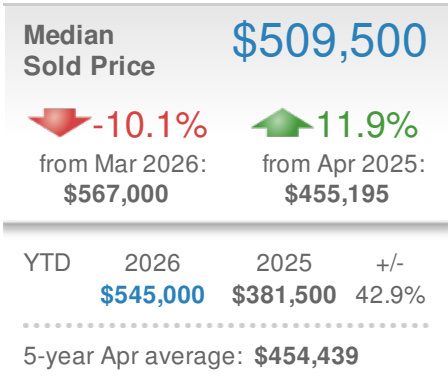 Median
Sold Price
$509,500
-10.1%
from Mar 2026:
$567,000
11.9%
from Apr 2025:
$455,195
YTD 2026 2025 +/-
$545,000 $381,500 42.9%
5-year Apr average: $454,439